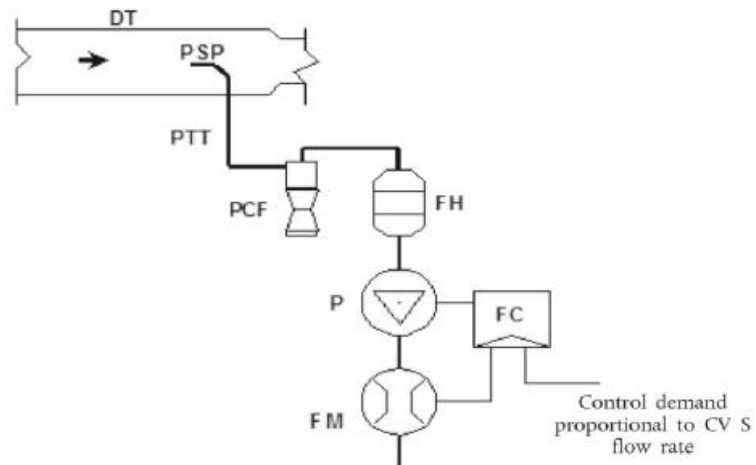 DT
PSP
PTT
PCF
FH
P
FC
FM
Control demand
proportional to CV S
flow rate